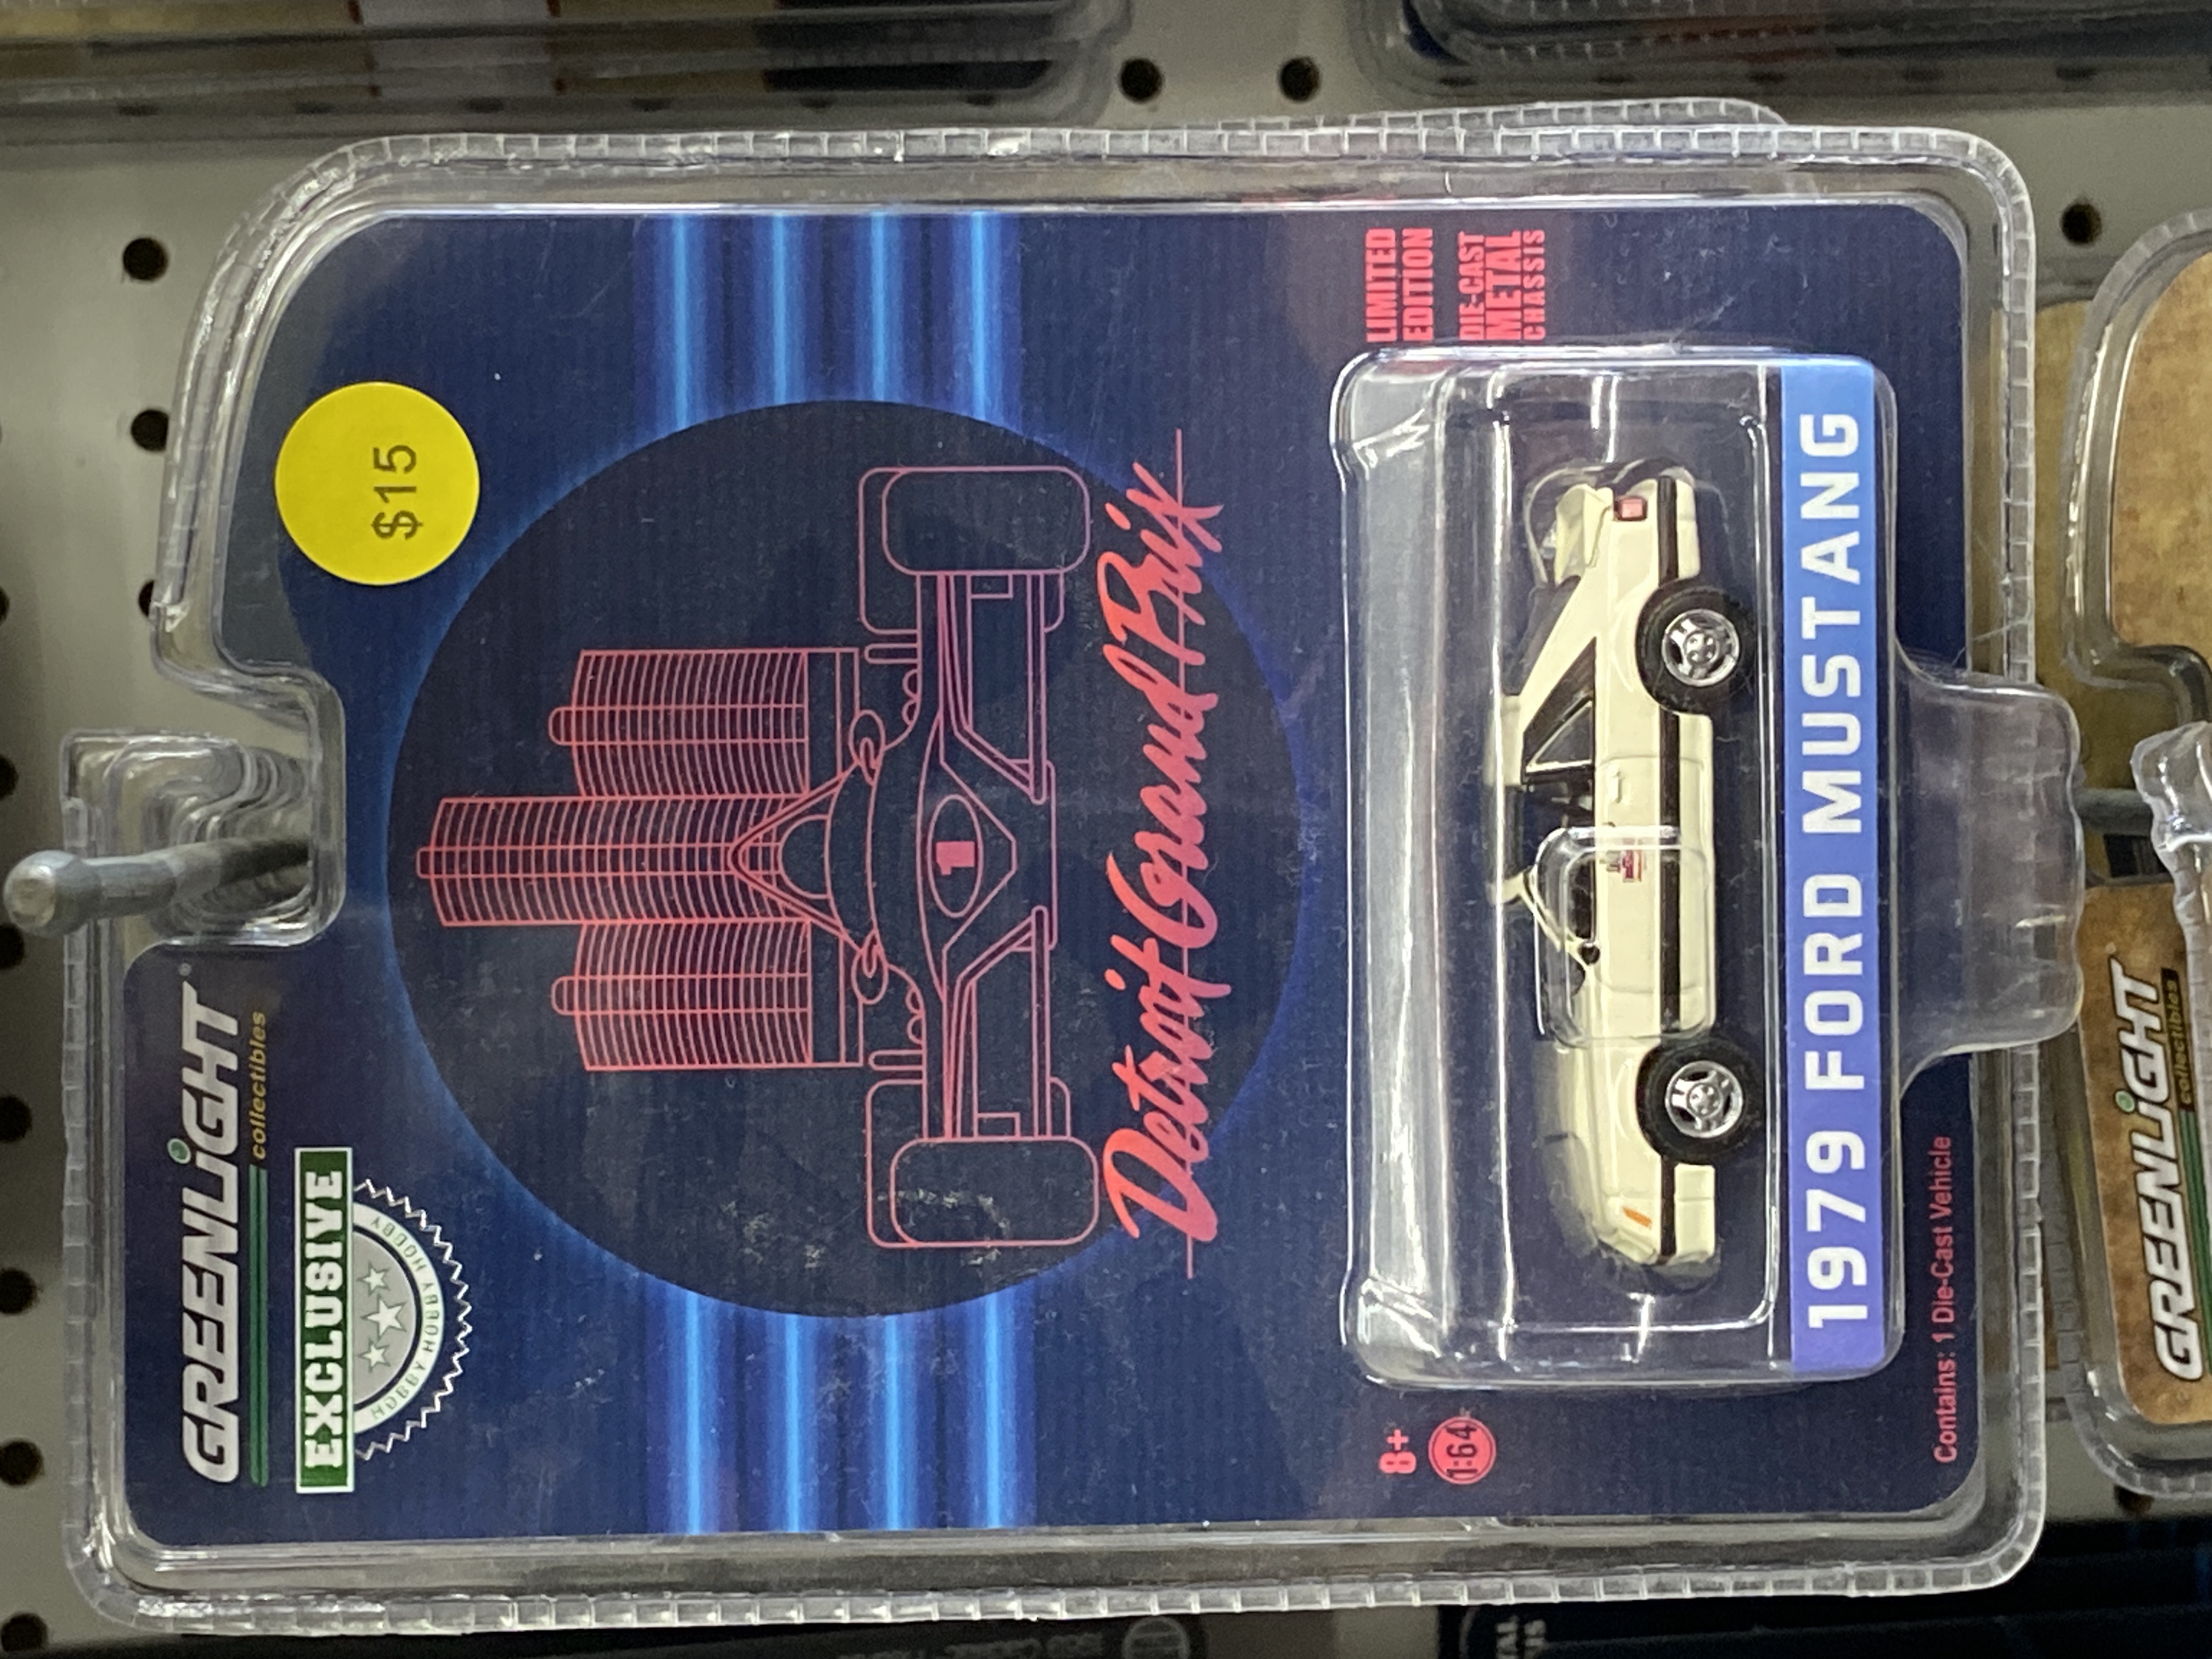 GREENLiGHT
collectibles
EXCLUSIVE
HOBBY HOBBY HOBBY
$15
1
Detroit Grand Prix
8+
1:64
LIMITED
EDITION
DIE-CAST
METAL
CHASSIS
1979 FORD MUSTANG
Contains: 1 Die-Cast Vehicle
GREENLiGHT
collectibles